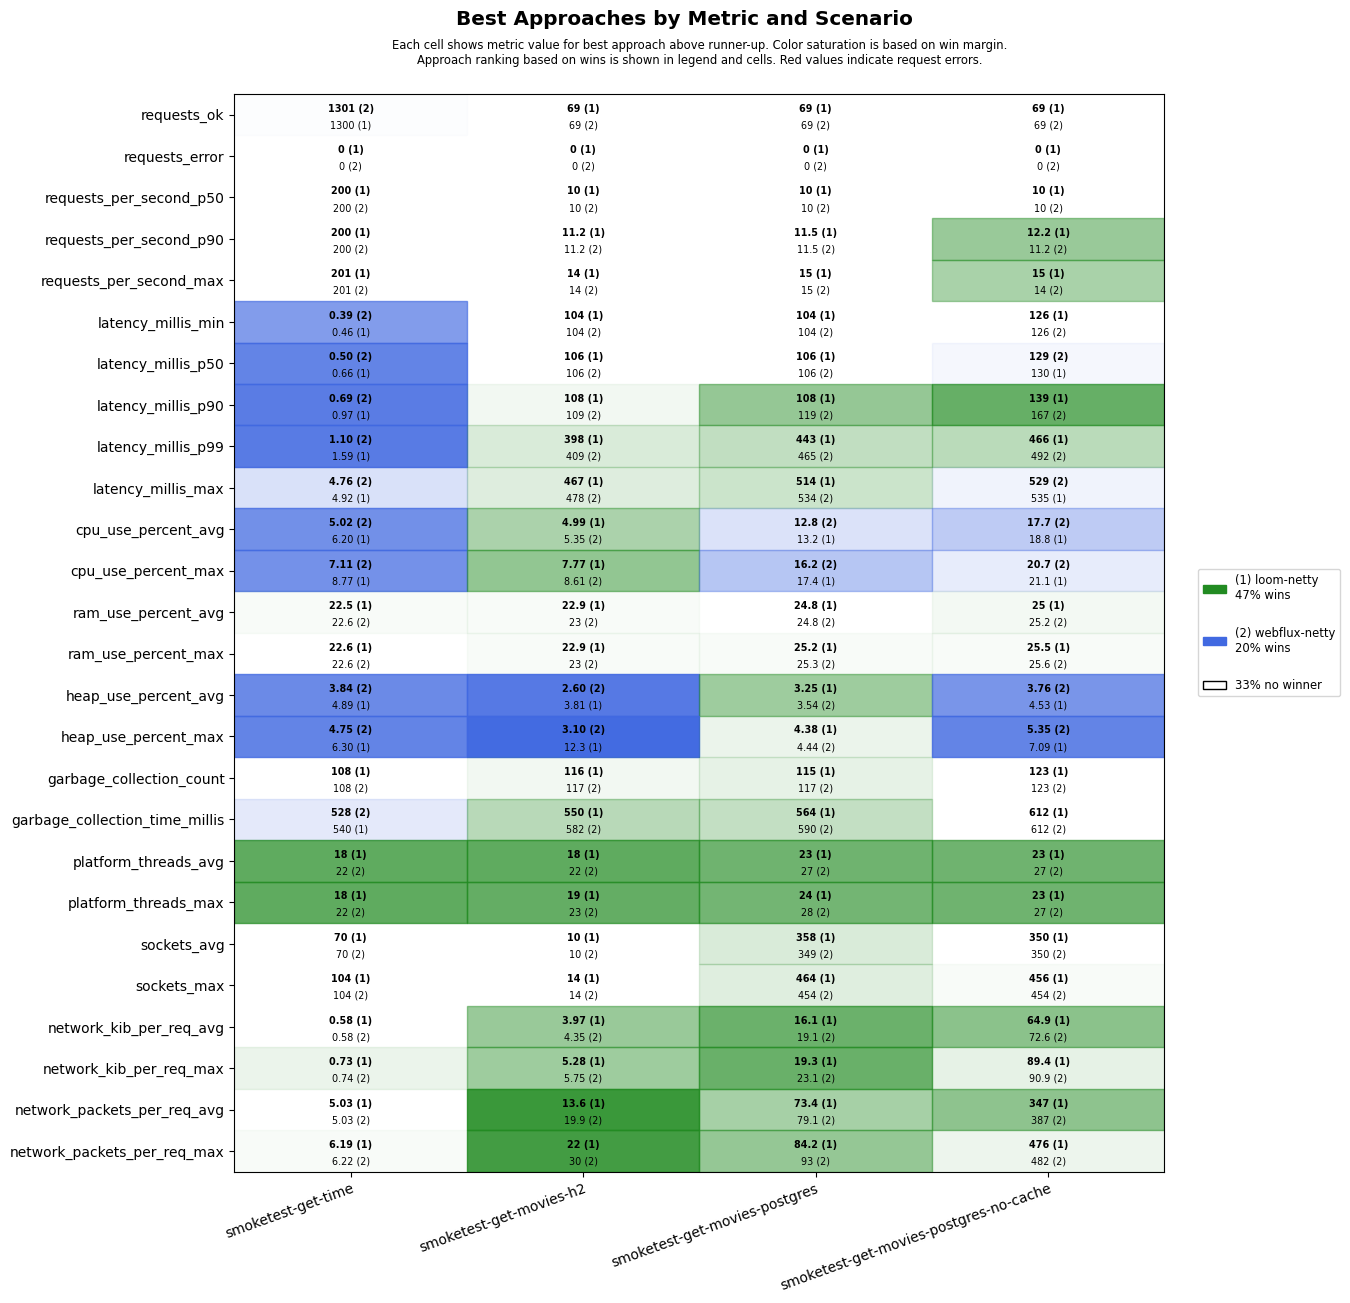 Best Approaches by Metric and Scenario
Each cell shows metric value for best approach above runner-up. Color saturation is based on win margin.
Approach ranking based on wins is shown in legend and cells. Red values indicate request errors.
requests_ok
1301 (2) 69 (1) 69 (1) 69 (1)
1300 (1) 69 (2) 69 (2) 69 (2)
requests_error
0 (1) 0 (1) 0 (1) 0 (1)
0 (2) 0 (2) 0 (2) 0 (2)
requests_per_second_p50
200 (1) 10 (1) 10 (1) 10 (1)
200 (2) 10 (2) 10 (2) 10 (2)
requests_per_second_p90
200 (1) 11.2 (1) 11.5 (1) 12.2 (1)
200 (2) 11.2 (2) 11.5 (2) 11.2 (2)
requests_per_second_max
201 (1) 14 (1) 15 (1) 15 (1)
201 (2) 14 (2) 15 (2) 14 (2)
latency_millis_min
0.39 (2) 104 (1) 104 (1) 126 (1)
0.46 (1) 104 (2) 104 (2) 126 (2)
latency_millis_p50
0.50 (2) 106 (1) 106 (1) 129 (2)
0.66 (1) 106 (2) 106 (2) 130 (1)
latency_millis_p90
0.69 (2) 108 (1) 108 (1) 139 (1)
0.97 (1) 109 (2) 119 (2) 167 (2)
latency_millis_p99
1.10 (2) 398 (1) 443 (1) 466 (1)
1.59 (1) 409 (2) 465 (2) 492 (2)
latency_millis_max
4.76 (2) 467 (1) 514 (1) 529 (2)
4.92 (1) 478 (2) 534 (2) 535 (1)
cpu_use_percent_avg
5.02 (2) 4.99 (1) 12.8 (2) 17.7 (2)
6.20 (1) 5.35 (2) 13.2 (1) 18.8 (1)
cpu_use_percent_max
7.11 (2) 7.77 (1) 16.2 (2) 20.7 (2)
8.77 (1) 8.61 (2) 17.4 (1) 21.1 (1)
ram_use_percent_avg
22.5 (1) 22.9 (1) 24.8 (1) 25 (1)
22.6 (2) 23 (2) 24.8 (2) 25.2 (2)
ram_use_percent_max
22.6 (1) 22.9 (1) 25.2 (1) 25.5 (1)
22.6 (2) 23 (2) 25.3 (2) 25.6 (2)
heap_use_percent_avg
3.84 (2) 2.60 (2) 3.25 (1) 3.76 (2)
4.89 (1) 3.81 (1) 3.54 (2) 4.53 (1)
heap_use_percent_max
4.75 (2) 3.10 (2) 4.38 (1) 5.35 (2)
6.30 (1) 12.3 (1) 4.44 (2) 7.09 (1)
garbage_collection_count
108 (1) 116 (1) 115 (1) 123 (1)
108 (2) 117 (2) 117 (2) 123 (2)
garbage_collection_time_millis
528 (2) 550 (1) 564 (1) 612 (1)
540 (1) 582 (2) 590 (2) 612 (2)
platform_threads_avg
18 (1) 18 (1) 23 (1) 23 (1)
22 (2) 22 (2) 27 (2) 27 (2)
platform_threads_max
18 (1) 19 (1) 24 (1) 23 (1)
22 (2) 23 (2) 28 (2) 27 (2)
sockets_avg
70 (1) 10 (1) 358 (1) 350 (1)
70 (2) 10 (2) 349 (2) 350 (2)
sockets_max
104 (1) 14 (1) 464 (1) 456 (1)
104 (2) 14 (2) 454 (2) 454 (2)
network_kib_per_req_avg
0.58 (1) 3.97 (1) 16.1 (1) 64.9 (1)
0.58 (2) 4.35 (2) 19.1 (2) 72.6 (2)
network_kib_per_req_max
0.73 (1) 5.28 (1) 19.3 (1) 89.4 (1)
0.74 (2) 5.75 (2) 23.1 (2) 90.9 (2)
network_packets_per_req_avg
5.03 (1) 13.6 (1) 73.4 (1) 347 (1)
5.03 (2) 19.9 (2) 79.1 (2) 387 (2)
network_packets_per_req_max
6.19 (1) 22 (1) 84.2 (1) 476 (1)
6.22 (2) 30 (2) 93 (2) 482 (2)
smoketest-get-time
smoketest-get-movies-h2
smoketest-get-movies-postgres
smoketest-get-movies-postgres-no-cache
(1) loom-netty
47% wins
(2) webflux-netty
20% wins
33% no winner